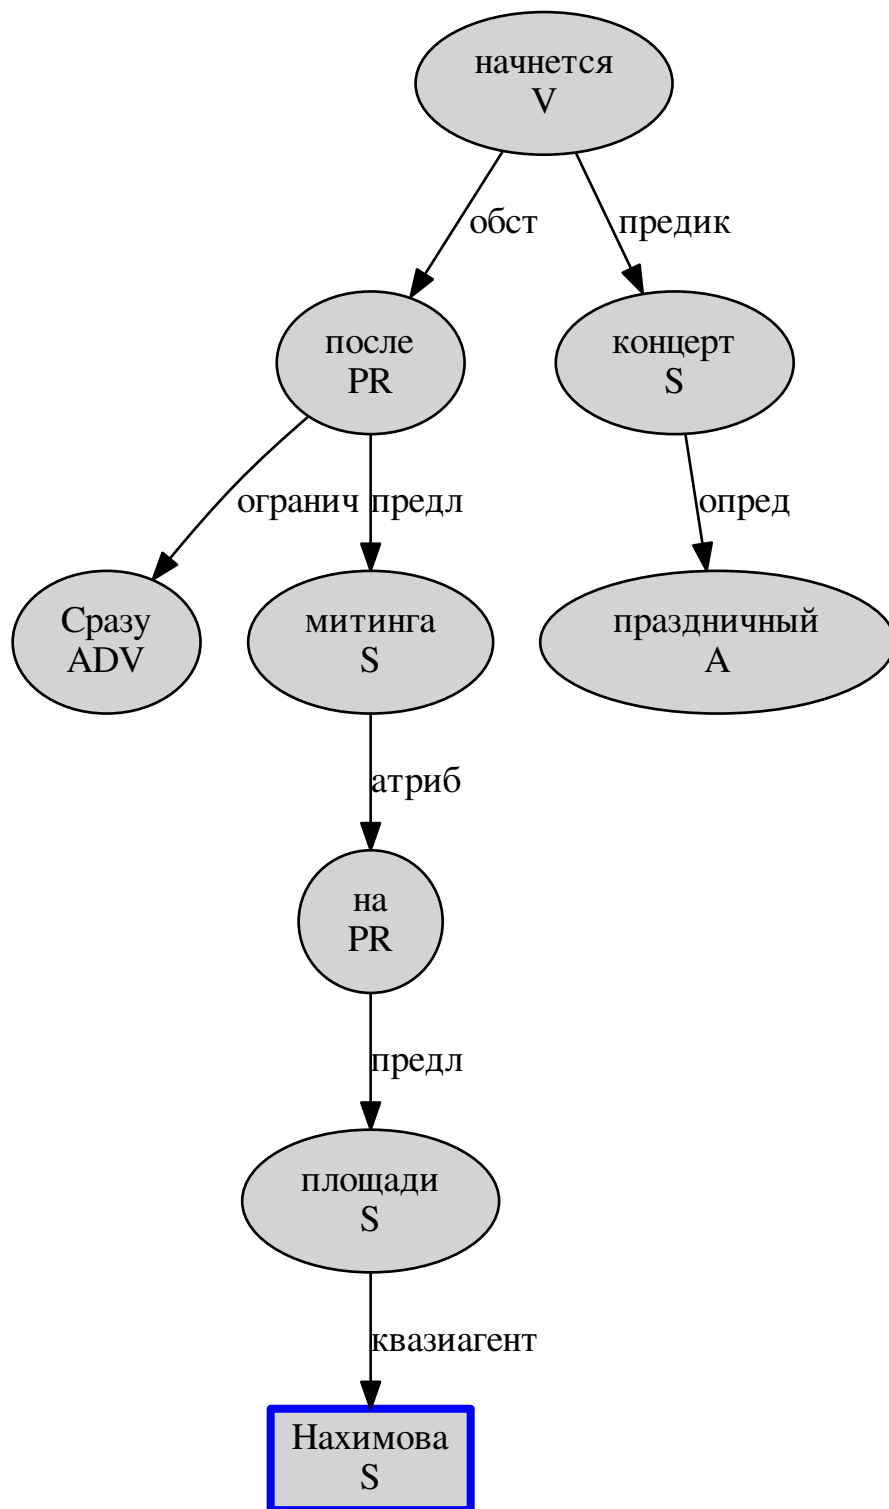 начнется
V
обст
предик
после
PR
концерт
S
огранич
предл
опред
Сразу
ADV
митинга
S
праздничный
A
атриб
на
PR
предл
площади
S
квазиагент
Нахимова
S